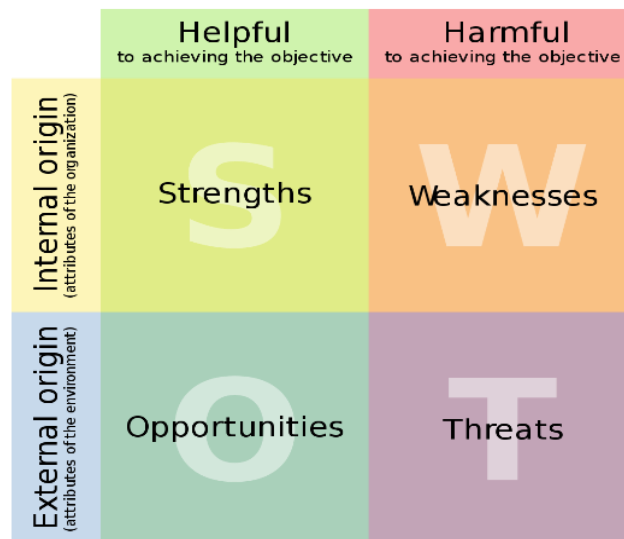 Helpful
to achieving the objective
Harmful
to achieving the objective
Internal origin
(attributes of the organization)
S
Strengths
W
Weaknesses
External origin
(attributes of the environment)
O
Opportunities
T
Threats